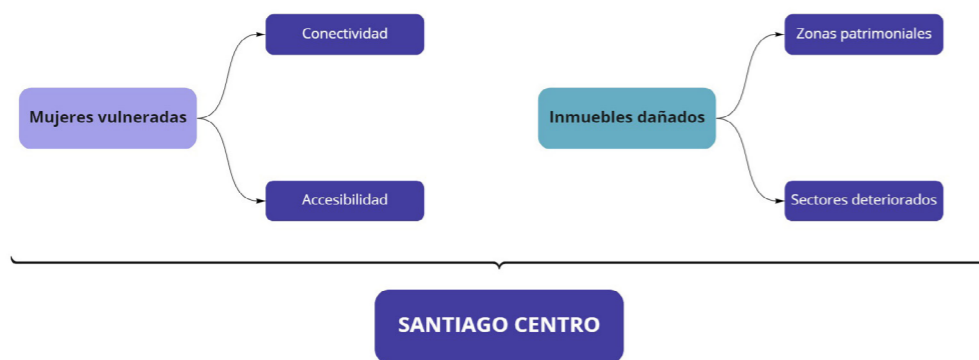 Conectividad
Zonas patrimoniales
Mujeres vulneradas
Inmuebles dañados
Accesibilidad
Sectores deteriorados
SANTIAGO CENTRO